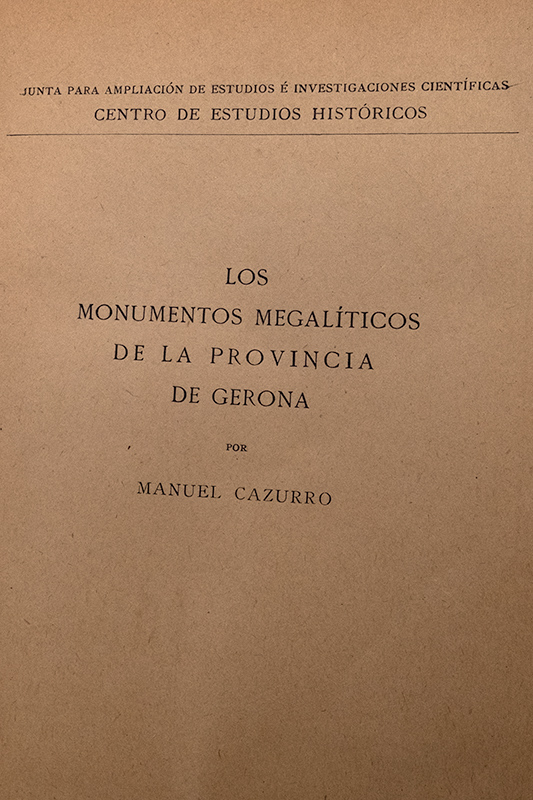 JUNTA PARA AMPLIACIÓN DE ESTUDIOS É INVESTIGACIONES CIENTÍFICAS
CENTRO DE ESTUDIOS HISTÓRICOS
LOS
MONUMENTOS MEGALÍTICOS
DE LA PROVINCIA
DE GERONA
POR
MANUEL CAZURRO